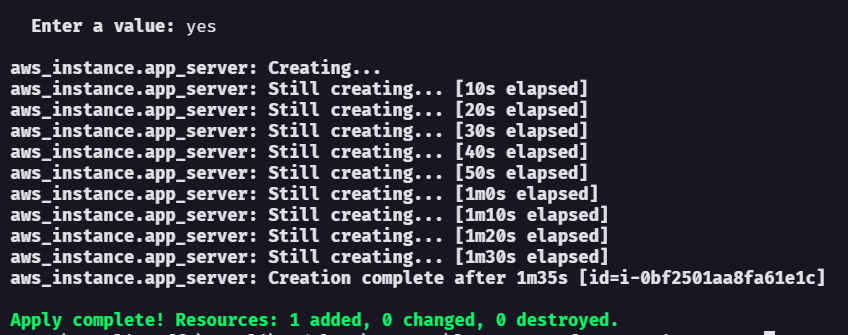 Enter a value: yes
aws_instance.app_server: Creating...
aws_instance.app_server: Still creating... [10s elapsed]
aws_instance.app_server: Still creating... [20s elapsed]
aws_instance.app_server: Still creating... [30s elapsed]
aws_instance.app_server: Still creating... [40s elapsed]
aws_instance.app_server: Still creating... [50s elapsed]
aws_instance.app_server: Still creating... [1m0s elapsed]
aws_instance.app_server: Still creating... [1m10s elapsed]
aws_instance.app_server: Still creating... [1m20s elapsed]
aws_instance.app_server: Still creating... [1m30s elapsed]
aws_instance.app_server: Creation complete after 1m35s [id=i-0bf2501aa8fa61e1c]
Apply complete! Resources: 1 added, 0 changed, 0 destroyed.